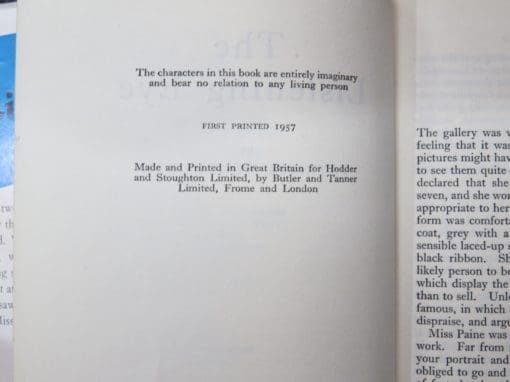 The characters in this book are entirely imaginary
and bear no relation to any living person
FIRST PRINTED 1957
Made and Printed in Great Britain for Hodder
and Stoughton Limited, by Butler and Tanner
Limited, Frome and London
The gallery was
feeling that it was
pictures might hav
to see them quite
declared that she
seven, and she wor
appropriate to her
form was comforta
coat, grey with a
sensible laced-up s
black ribbon. Sh
likely person to be
which display the
than to sell. Unl
famous, in which
dispraise, and argu
Miss Paine was
work. Far from
your portrait and
obliged to go and